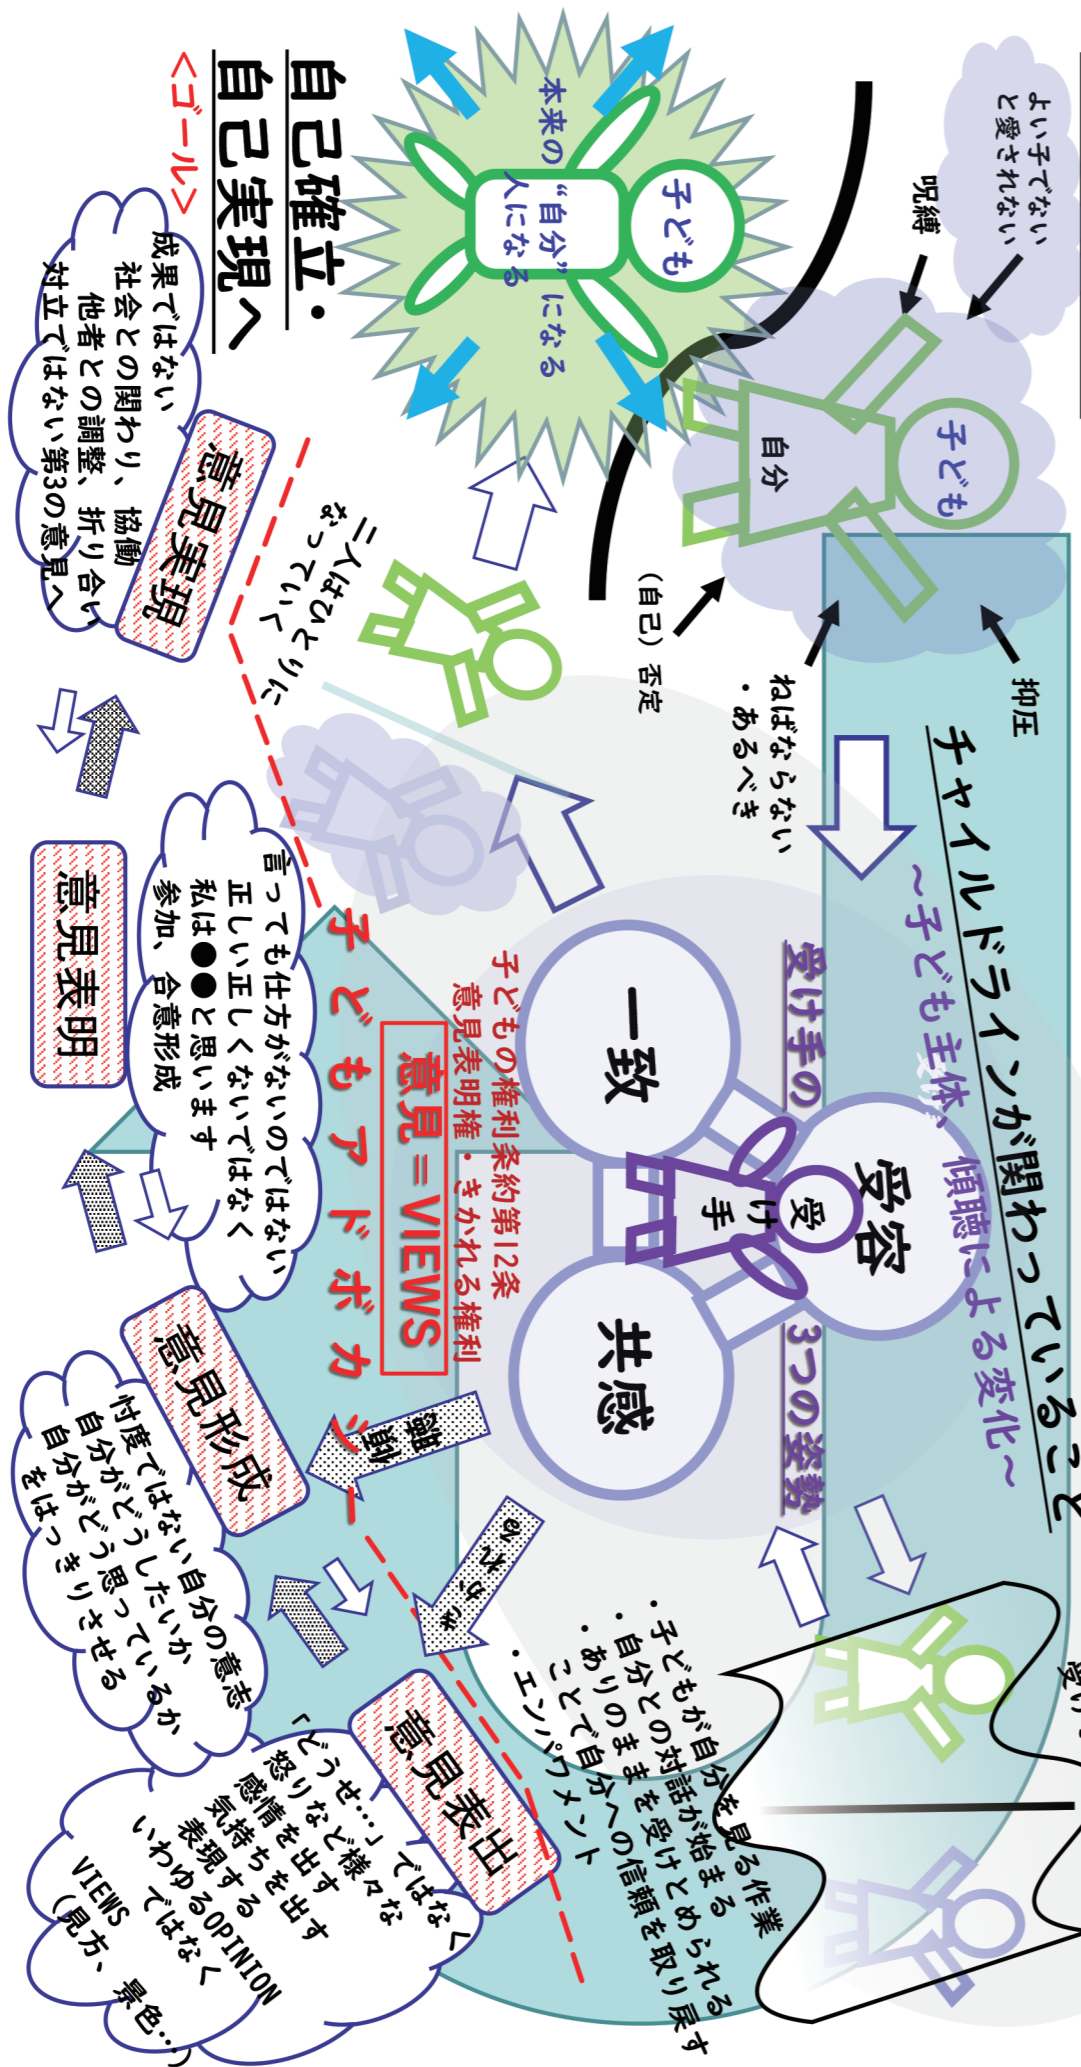 チャイルドラインが関わっていること
～子ども主体、傾聴による変化～
よい子でない
と愛されない
呪縛
子ども
自分
抑圧
（自己）否定
ねばならない
・あるべき
受け手の
3つの姿勢
受容
受
け
手
一致
共感
・子どもが自分を見る作業
・自分との対話が始まる
・ありのままを受けとめられる
ことで自分への信頼を取り戻す
・エンパワメント
二人はひとりに
なっていく
子ども
本来の
“自分”になる
人になる
自己確立・
自己実現へ
<ゴール>
子どもの権利条約第12条
意見表明権・きかれる権利
意見＝VIEWS
子どもアドボカシー
傾聴
きかれる
意見表出
「どうせ…」ではなく
怒りなど様々な
感情を出す
気持ちを出す
表現する
いわゆるOPINION
ではなく
VIEWS
（見方、景色…）
意見形成
忖度ではない自分の意志
自分がどうしたいか
自分がどう思っているか、
をはっきりさせる
意見表明
言っても仕方がないのではない
正しい正しくないではなく
私は●●と思います
参加、合意形成
意見実現
成果ではない
社会との関わり、協働
他者との調整、折り合い
対立ではない第3の意見へ